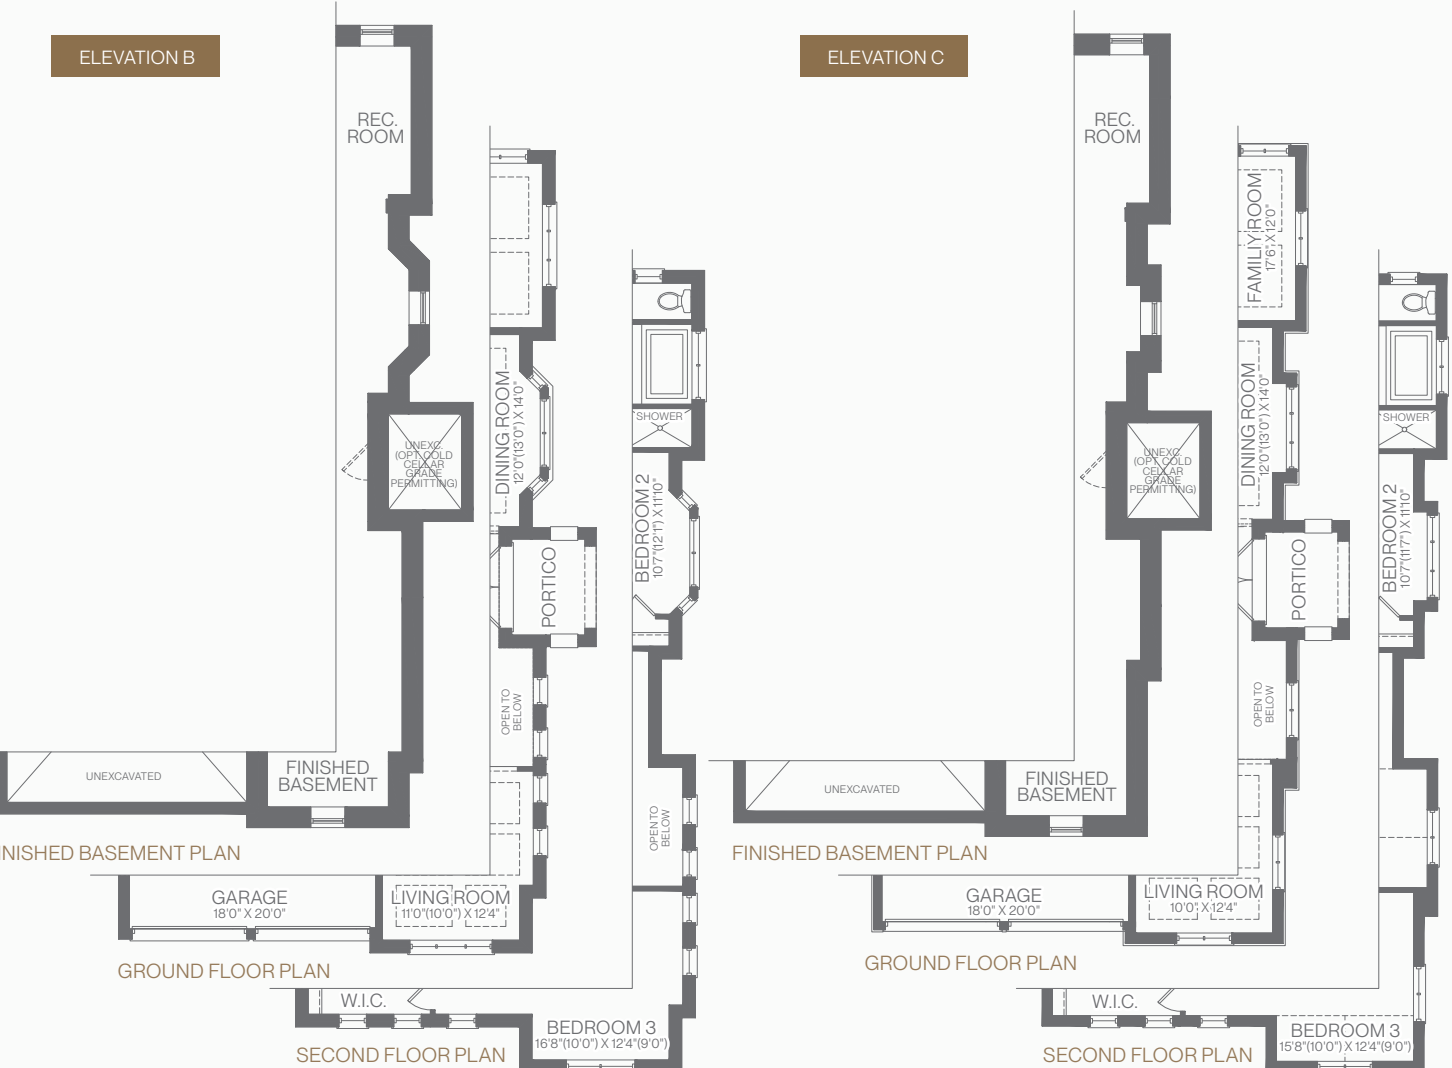 ELEVATION B
REC.
ROOM
DINING ROOM
12'0"(13'0") X 14'0"
UNEXC.
(OPT. COLD
CELLAR
GRADE
PERMITTING)
SHOWER
BEDROOM 2
10'7"(12'1") X 11'10"
PORTICO
OPEN TO
BELOW
UNEXCAVATED
FINISHED
BASEMENT
OPEN TO
BELOW
NISHED BASEMENT PLAN
GARAGE
18'0" X 20'0"
LIVING ROOM
11'0"(10'0") X 12'4"
GROUND FLOOR PLAN
W.I.C.
BEDROOM 3
16'8"(10'0") X 12'4"(9'0")
SECOND FLOOR PLAN
ELEVATION C
REC.
ROOM
FAMILIY ROOM
17'6" X 12'0"
DINING ROOM
12'0"(13'0") X 14'0"
UNEXC.
(OPT. COLD
CELLAR
GRADE
PERMITTING)
SHOWER
BEDROOM 2
10'7"(11'7") X 11'10"
PORTICO
OPEN TO
BELOW
UNEXCAVATED
FINISHED
BASEMENT
FINISHED BASEMENT PLAN
GARAGE
18'0" X 20'0"
LIVING ROOM
10'0" X 12'4"
GROUND FLOOR PLAN
W.I.C.
BEDROOM 3
15'8"(10'0") X 12'4"(9'0")
SECOND FLOOR PLAN